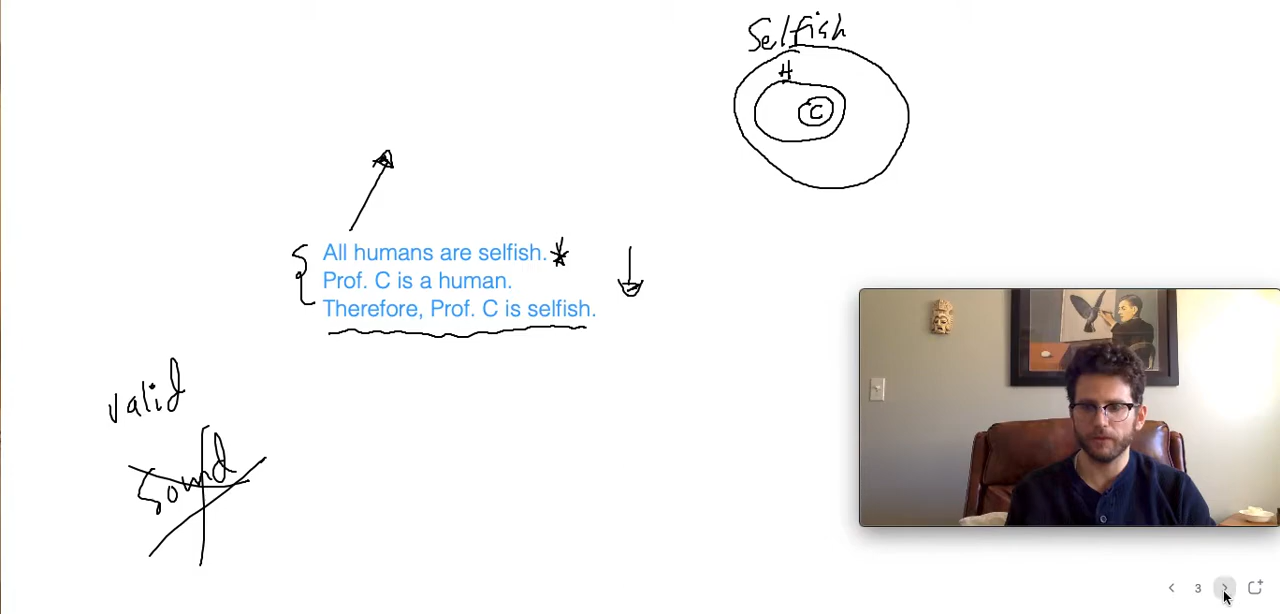 Selfish
H
C
All humans are selfish. *
Prof. C is a human.
Therefore, Prof. C is selfish.
valid
Sound
3